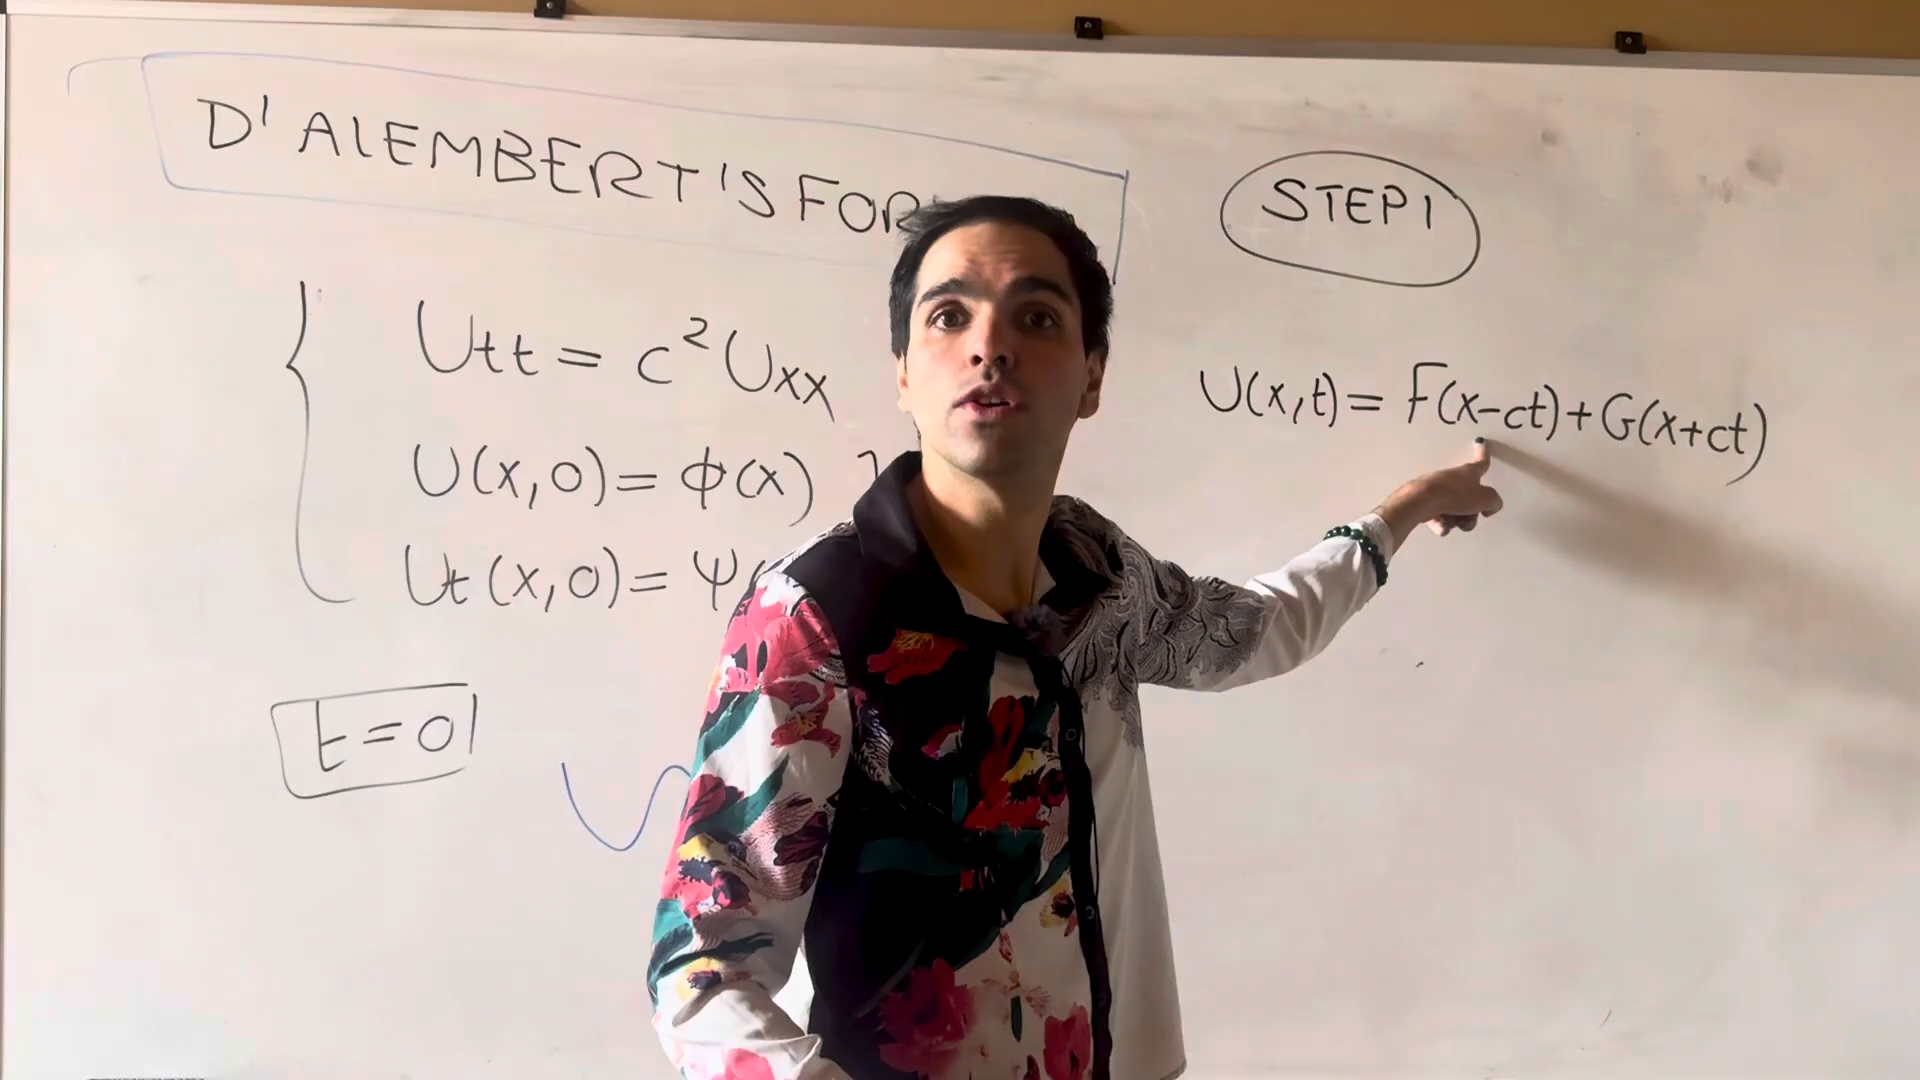 D'ALEMBERT'S FOR
Utt = c²Uxx
U(x,0) = ϕ(x)
Ut(x,0) = ψ(
t=0
STEP 1
U(x,t) = F(x-ct)+G(x+ct)